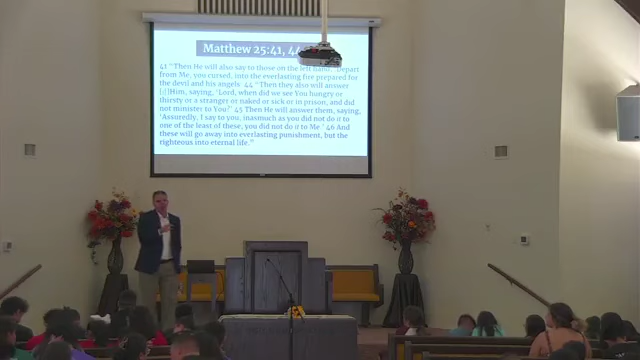 Matthew 25:41, 44
41 "Then He will also say to those on the left hand, 'Depart
from Me, you cursed, into the everlasting fire prepared for
the devil and his angels 44 "Then they also will answer
[d]Him, saying, 'Lord, when did we see You hungry or
thirsty or a stranger or naked or sick or in prison, and did
not minister to You?' 45 Then He will answer them, saying,
'Assuredly, I say to you, inasmuch as you did not do it to
one of the least of these, you did not do it to Me.' 46 And
these will go away into everlasting punishment, but the
righteous into eternal life."